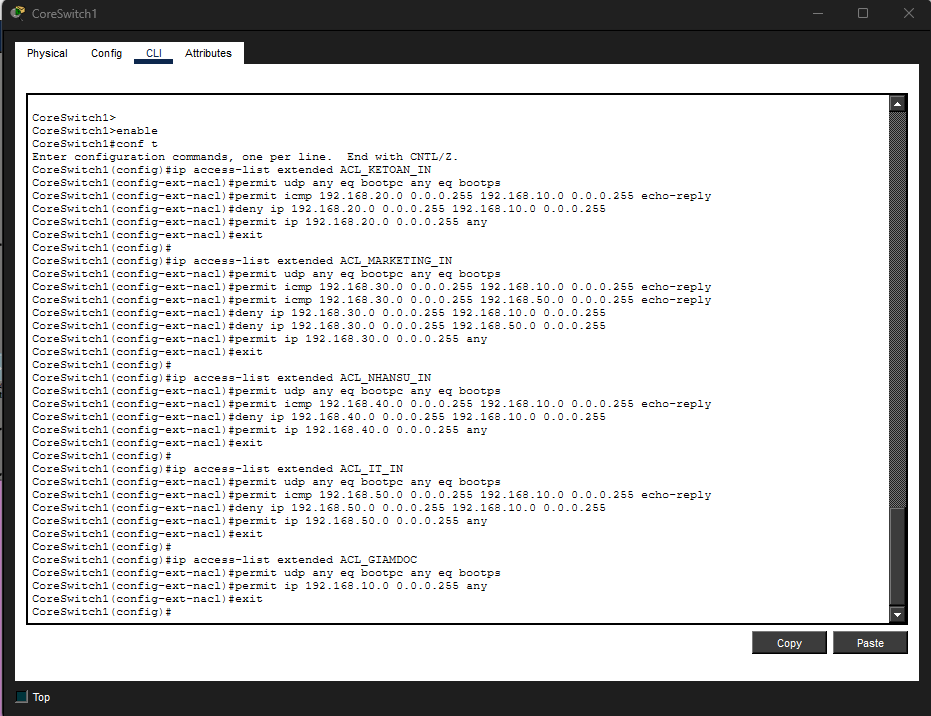 CoreSwitch1
Physical Config CLI Attributes
CoreSwitch1>
CoreSwitch1>enable
CoreSwitch1#conf t
Enter configuration commands, one per line.  End with CNTL/Z.
CoreSwitch1(config)#ip access-list extended ACL_KETOAN_IN
CoreSwitch1(config-ext-nacl)#permit udp any eq bootpc any eq bootps
CoreSwitch1(config-ext-nacl)#permit icmp 192.168.20.0 0.0.0.255 192.168.10.0 0.0.0.255 echo-reply
CoreSwitch1(config-ext-nacl)#deny ip 192.168.20.0 0.0.0.255 192.168.10.0 0.0.0.255
CoreSwitch1(config-ext-nacl)#permit ip 192.168.20.0 0.0.0.255 any
CoreSwitch1(config-ext-nacl)#exit
CoreSwitch1(config)#
CoreSwitch1(config)#ip access-list extended ACL_MARKETING_IN
CoreSwitch1(config-ext-nacl)#permit udp any eq bootpc any eq bootps
CoreSwitch1(config-ext-nacl)#permit icmp 192.168.30.0 0.0.0.255 192.168.10.0 0.0.0.255 echo-reply
CoreSwitch1(config-ext-nacl)#permit icmp 192.168.30.0 0.0.0.255 192.168.50.0 0.0.0.255 echo-reply
CoreSwitch1(config-ext-nacl)#deny ip 192.168.30.0 0.0.0.255 192.168.10.0 0.0.0.255
CoreSwitch1(config-ext-nacl)#deny ip 192.168.30.0 0.0.0.255 192.168.50.0 0.0.0.255
CoreSwitch1(config-ext-nacl)#permit ip 192.168.30.0 0.0.0.255 any
CoreSwitch1(config-ext-nacl)#exit
CoreSwitch1(config)#
CoreSwitch1(config)#ip access-list extended ACL_NHANSU_IN
CoreSwitch1(config-ext-nacl)#permit udp any eq bootpc any eq bootps
CoreSwitch1(config-ext-nacl)#permit icmp 192.168.40.0 0.0.0.255 192.168.10.0 0.0.0.255 echo-reply
CoreSwitch1(config-ext-nacl)#deny ip 192.168.40.0 0.0.0.255 192.168.10.0 0.0.0.255
CoreSwitch1(config-ext-nacl)#permit ip 192.168.40.0 0.0.0.255 any
CoreSwitch1(config-ext-nacl)#exit
CoreSwitch1(config)#
CoreSwitch1(config)#ip access-list extended ACL_IT_IN
CoreSwitch1(config-ext-nacl)#permit udp any eq bootpc any eq bootps
CoreSwitch1(config-ext-nacl)#permit icmp 192.168.50.0 0.0.0.255 192.168.10.0 0.0.0.255 echo-reply
CoreSwitch1(config-ext-nacl)#deny ip 192.168.50.0 0.0.0.255 192.168.10.0 0.0.0.255
CoreSwitch1(config-ext-nacl)#permit ip 192.168.50.0 0.0.0.255 any
CoreSwitch1(config-ext-nacl)#exit
CoreSwitch1(config)#
CoreSwitch1(config)#ip access-list extended ACL_GIAMDOC
CoreSwitch1(config-ext-nacl)#permit udp any eq bootpc any eq bootps
CoreSwitch1(config-ext-nacl)#permit ip 192.168.10.0 0.0.0.255 any
CoreSwitch1(config-ext-nacl)#exit
CoreSwitch1(config)#
Copy Paste
Top